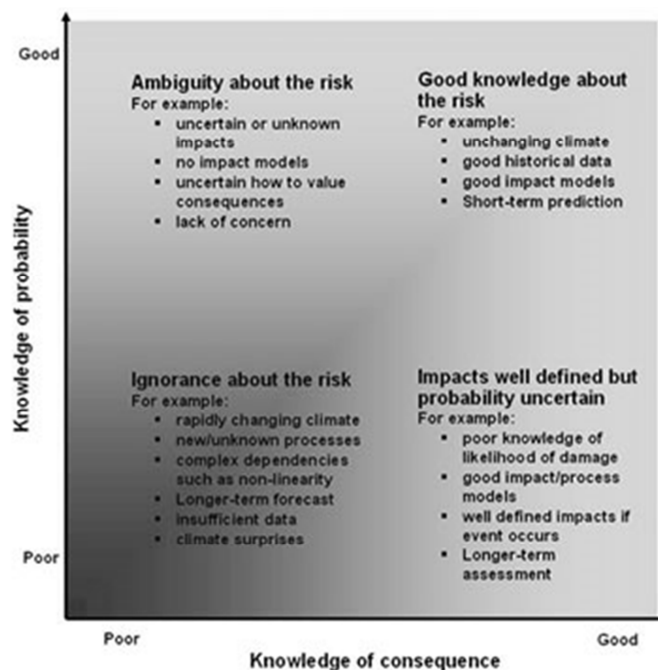 Good
Knowledge of probability
Poor
Ambiguity about the risk
For example:
▪ uncertain or unknown
impacts
▪ no impact models
▪ uncertain how to value
consequences
▪ lack of concern
Good knowledge about
the risk
For example:
▪ unchanging climate
▪ good historical data
▪ good impact models
▪ Short-term prediction
Ignorance about the risk
For example:
▪ rapidly changing climate
▪ new/unknown processes
▪ complex dependencies
such as non-linearity
▪ Longer-term forecast
▪ insufficient data
▪ climate surprises
Impacts well defined but
probability uncertain
For example:
▪ poor knowledge of
likelihood of damage
▪ good impact/process
models
▪ well defined impacts if
event occurs
▪ Longer-term
assessment
Poor
Good
Knowledge of consequence